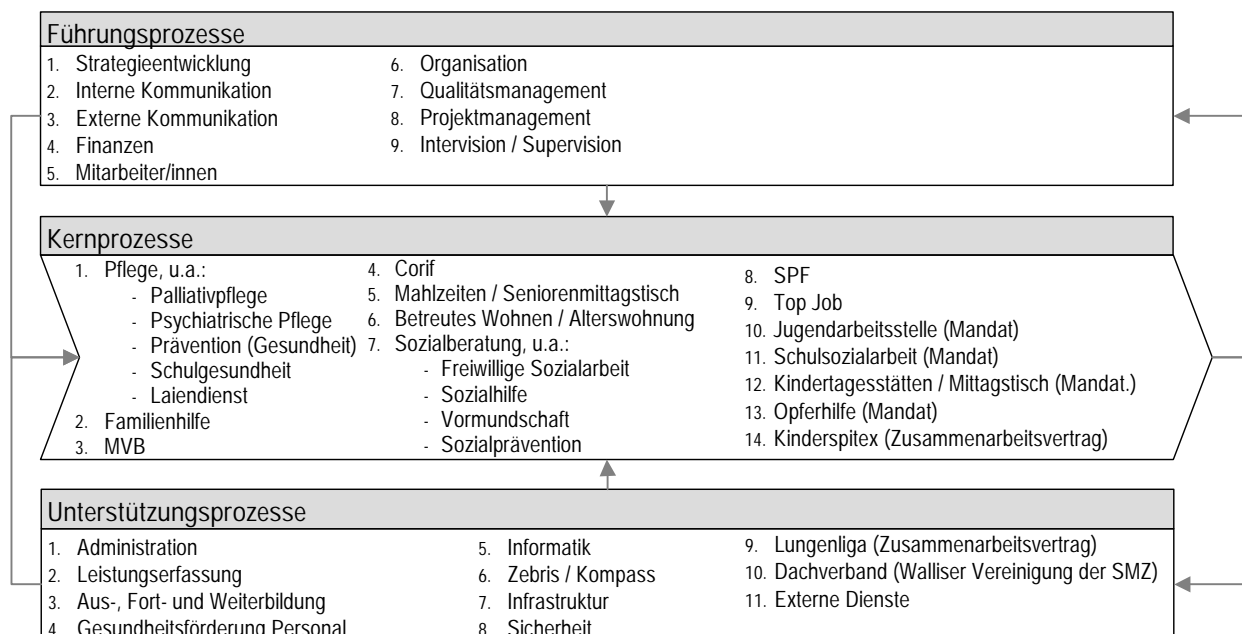 Führungsprozesse
1. Strategieentwicklung
2. Interne Kommunikation
3. Externe Kommunikation
4. Finanzen
5. Mitarbeiter/innen
6. Organisation
7. Qualitätsmanagement
8. Projektmanagement
9. Intervision / Supervision
Kernprozesse
1. Pflege, u.a.:
- Palliativpflege
- Psychiatrische Pflege
- Prävention (Gesundheit)
- Schulgesundheit
- Laiendienst
2. Familienhilfe
3. MVB
4. Corif
5. Mahlzeiten / Seniorenmittagstisch
6. Betreutes Wohnen / Alterswohnung
7. Sozialberatung, u.a.:
- Freiwillige Sozialarbeit
- Sozialhilfe
- Vormundschaft
- Sozialprävention
8. SPF
9. Top Job
10. Jugendarbeitsstelle (Mandat)
11. Schulsozialarbeit (Mandat)
12. Kindertagesstätten / Mittagstisch (Mandat.)
13. Opferhilfe (Mandat)
14. Kinderspitex (Zusammenarbeitsvertrag)
Unterstützungsprozesse
1. Administration
2. Leistungserfassung
3. Aus-, Fort- und Weiterbildung
4. Gesundheitsförderung Personal
5. Informatik
6. Zebris / Kompass
7. Infrastruktur
8. Sicherheit
9. Lungenliga (Zusammenarbeitsvertrag)
10. Dachverband (Walliser Vereinigung der SMZ)
11. Externe Dienste